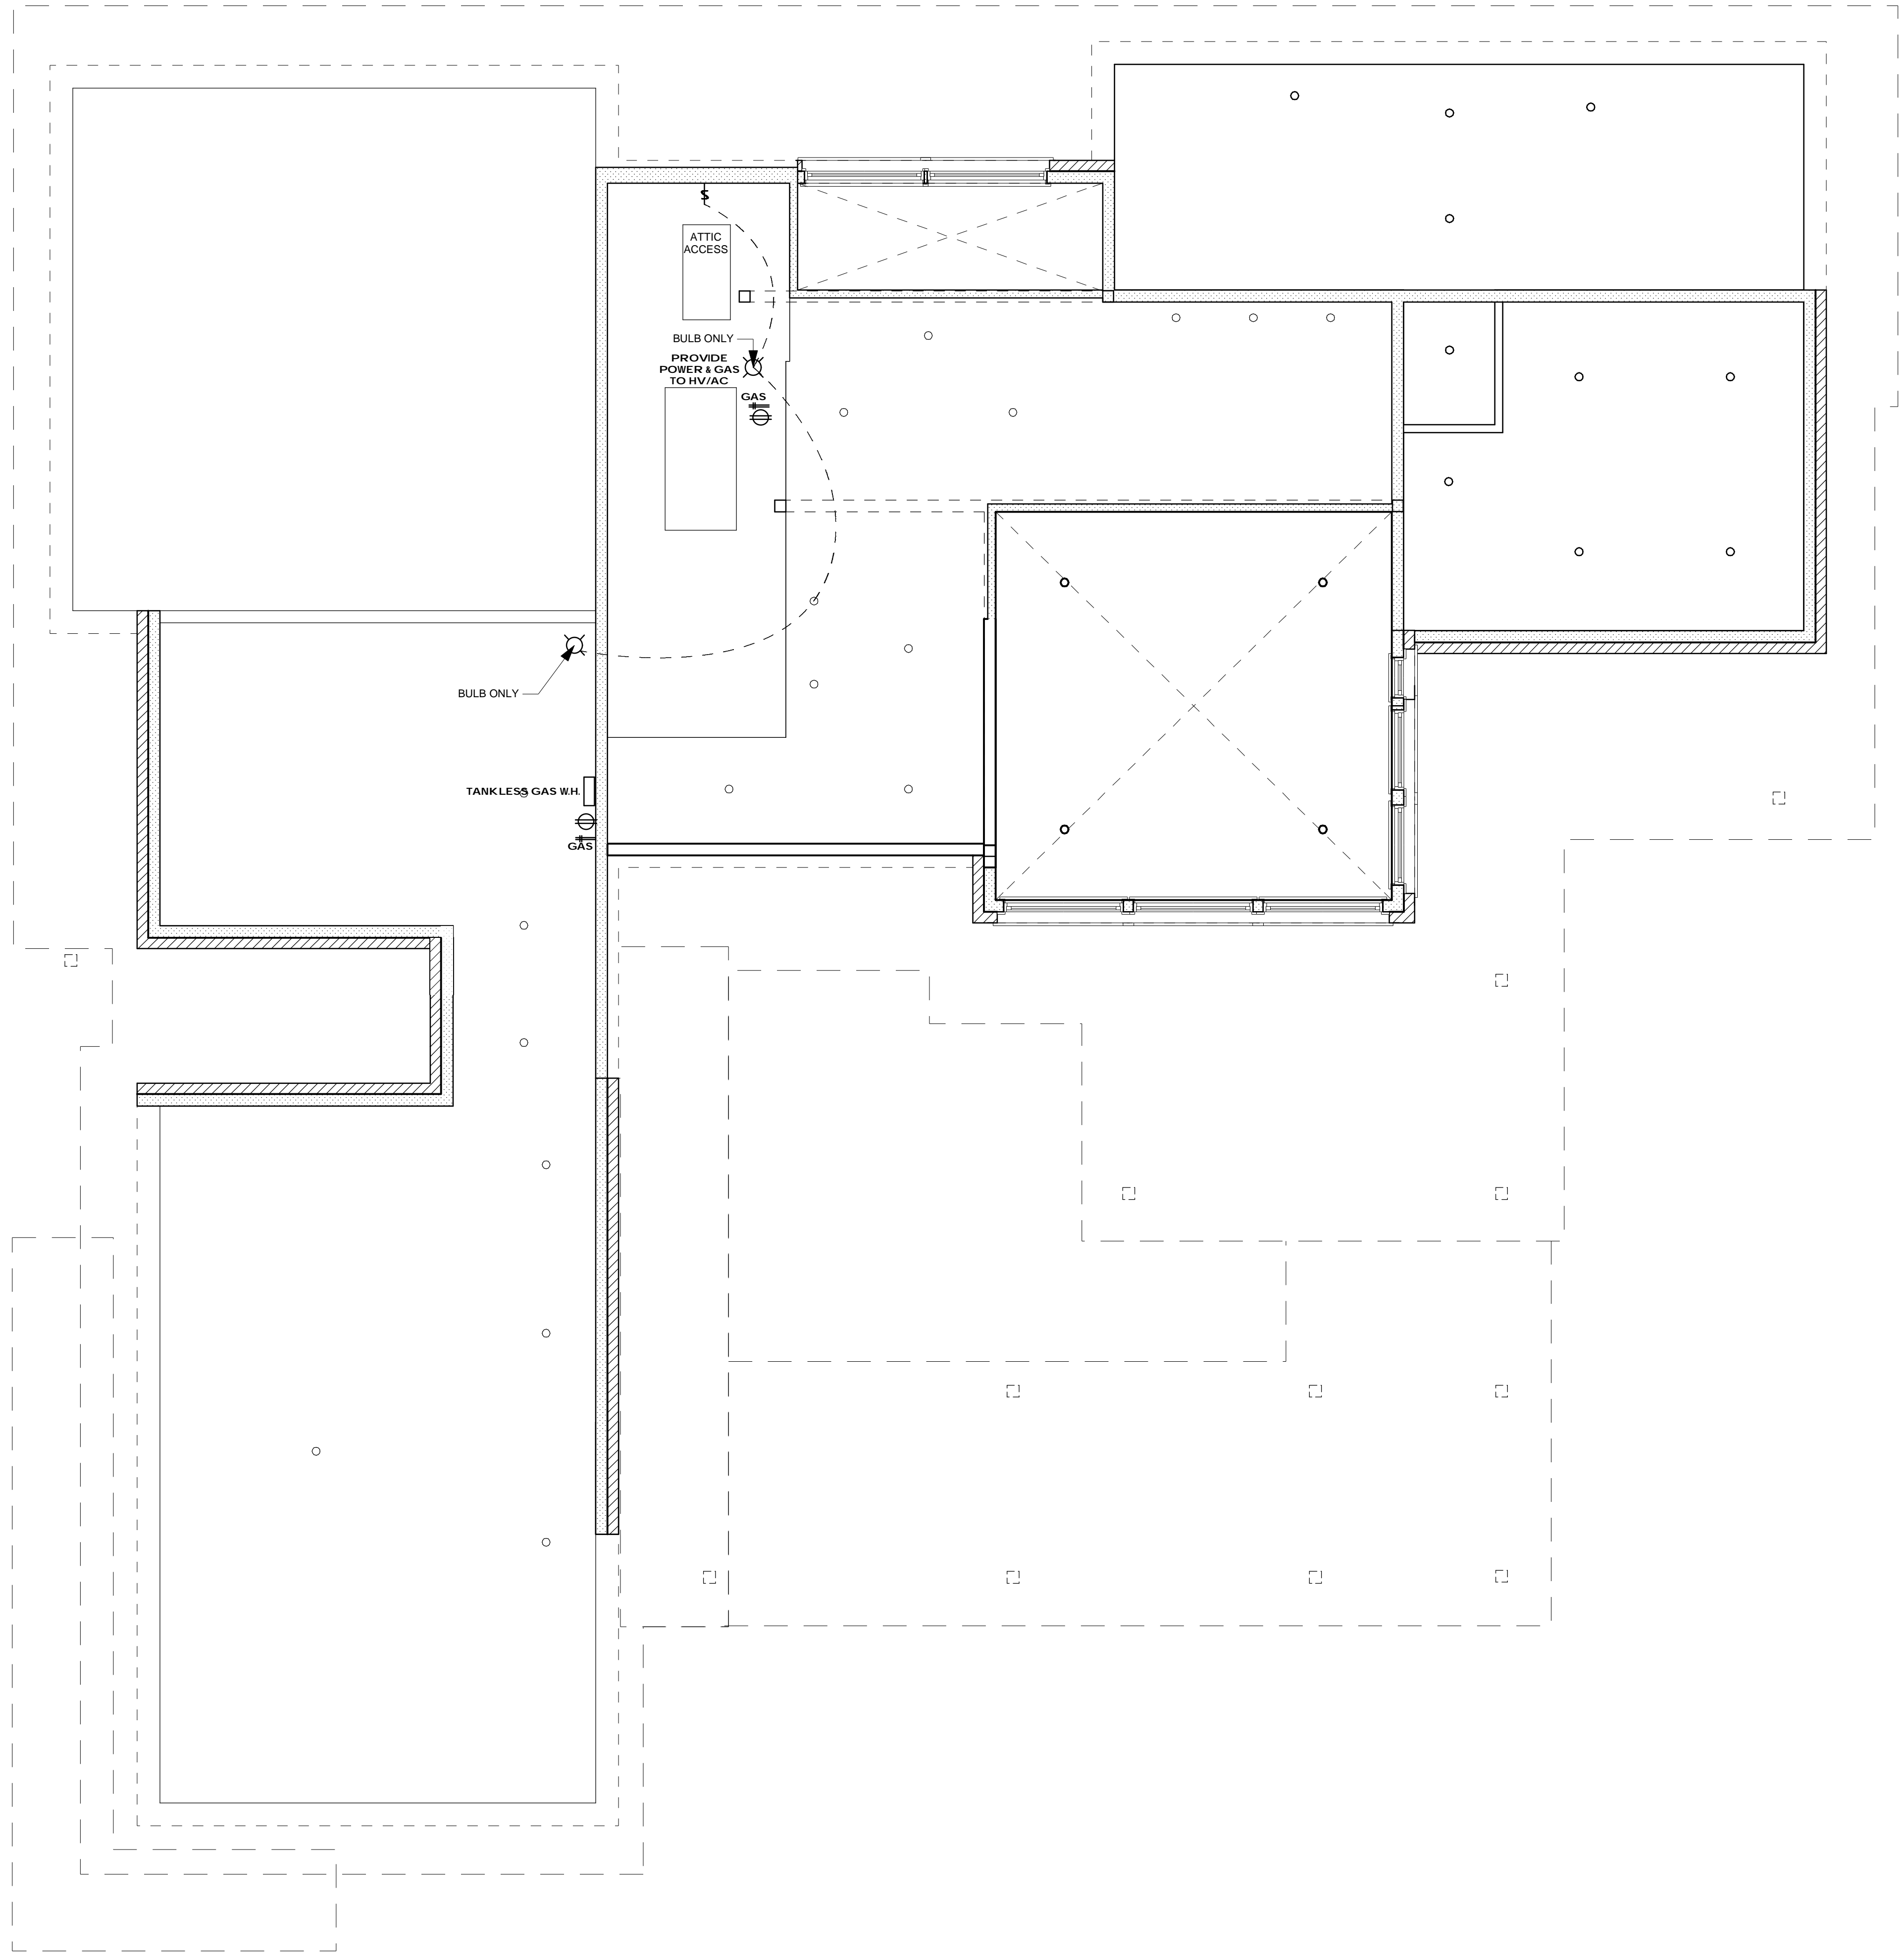 $
ATTIC
ACCESS
BULB ONLY
PROVIDE
POWER & GAS
TO HV/AC
GAS
BULB ONLY
TANKLESS GAS W.H.
GAS